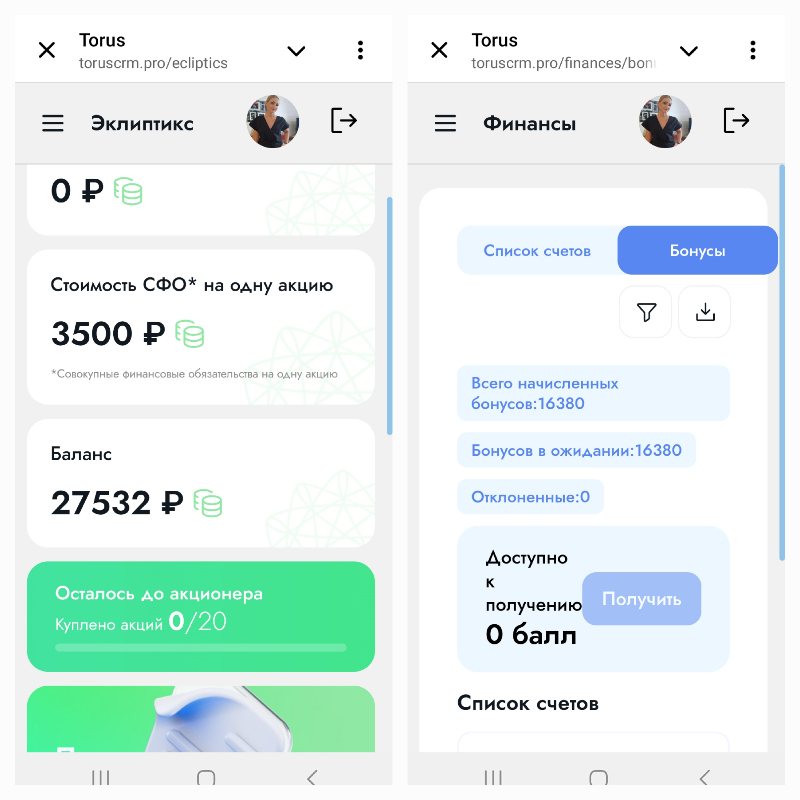 Torus
toruscrm.pro/ecliptics
Эклиптикс
0 ₽
Стоимость СФО* на одну акцию
3500 ₽
*Совокупные финансовые обязательства на одну акцию
Баланс
27532 ₽
Осталось до акционера
Куплено акций 0/20
Torus
toruscrm.pro/finances/bon
Финансы
Список счетов
Бонусы
Всего начисленных
бонусов:16380
Бонусов в ожидании:16380
Отклоненные:0
Доступно
к
получению
0 балл
Получить
Список счетов